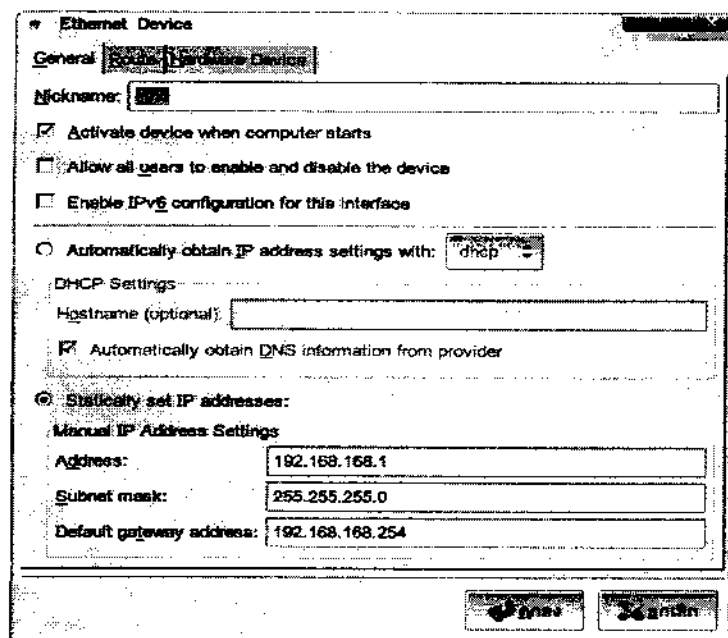 Ethernet Device
General Route Hardware Device
Nickname:
Activate device when computer starts
Allow all users to enable and disable the device
Enable IPv6 configuration for this interface
Automatically obtain IP address settings with: dhcp
DHCP Settings
Hostname (optional):
Automatically obtain DNS information from provider
Statically set IP addresses:
Manual IP Address Settings
Address: 192.168.168.1
Subnet mask: 255.255.255.0
Default gateway address: 192.168.168.254